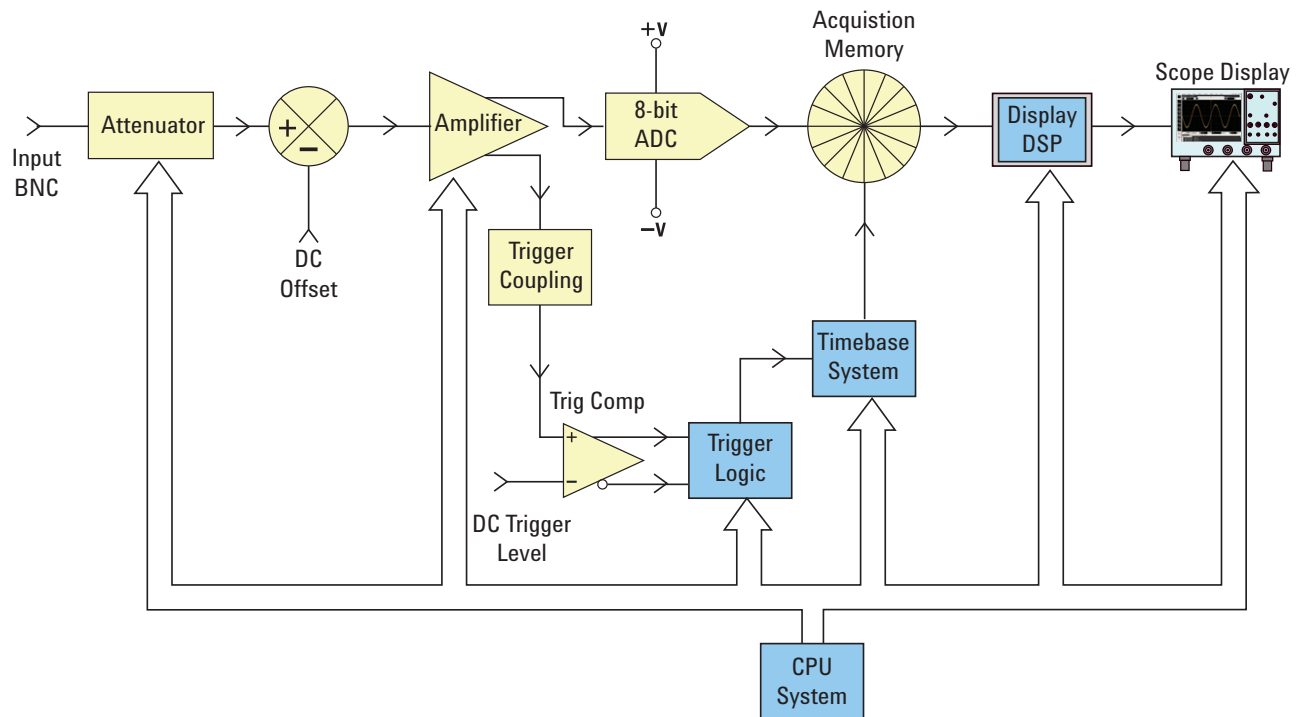 Acquistion
Memory
+v
Scope Display
Attenuator
+
−
Amplifier
8-bit
ADC
Display
DSP
Input
BNC
−v
DC
Offset
Trigger
Coupling
Timebase
System
Trig Comp
+
−
Trigger
Logic
DC Trigger
Level
CPU
System